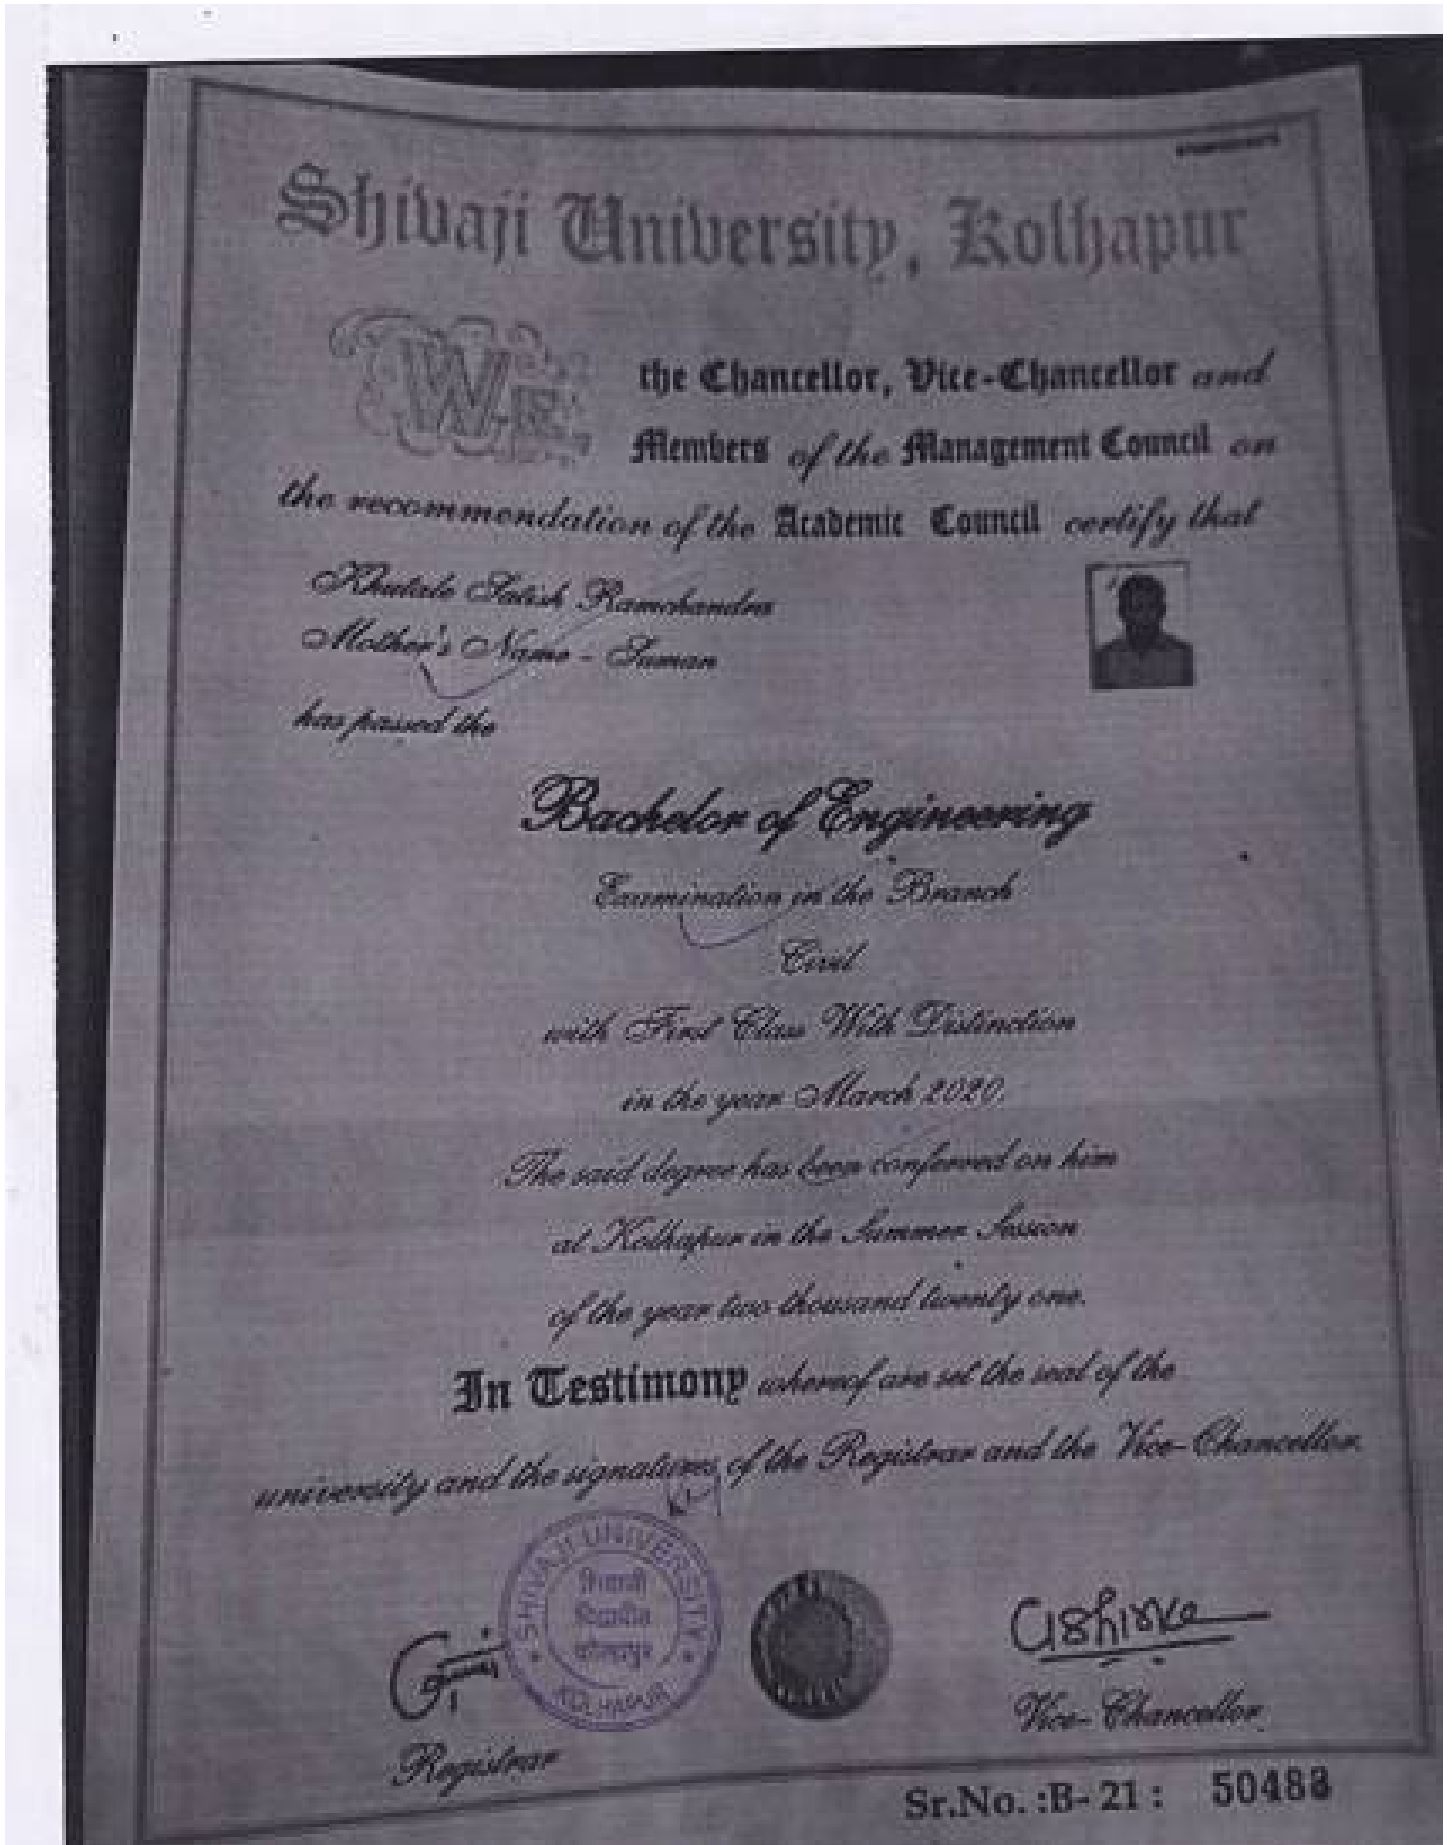 Shivaji University, Kolhapur
WE the Chancellor, Vice-Chancellor and
Members of the Management Council on
the recommendation of the Academic Council certify that
Khutale Satish Ramchandra
Mother's Name - Suman
has passed the
Bachelor of Engineering
Examination in the Branch
Civil
with First Class With Distinction
in the year March 2020.
The said degree has been conferred on him
at Kolhapur in the Summer Session
of the year two thousand twenty one.
In Testimony whereof are set the seal of the
university and the signatures of the Registrar and the Vice-Chancellor.
SHIVAJI UNIVERSITY
शिवाजी
विद्यापीठ
कोल्हापूर
KOLHAPUR
Registrar
Vice-Chancellor
Sr.No. :B- 21 :